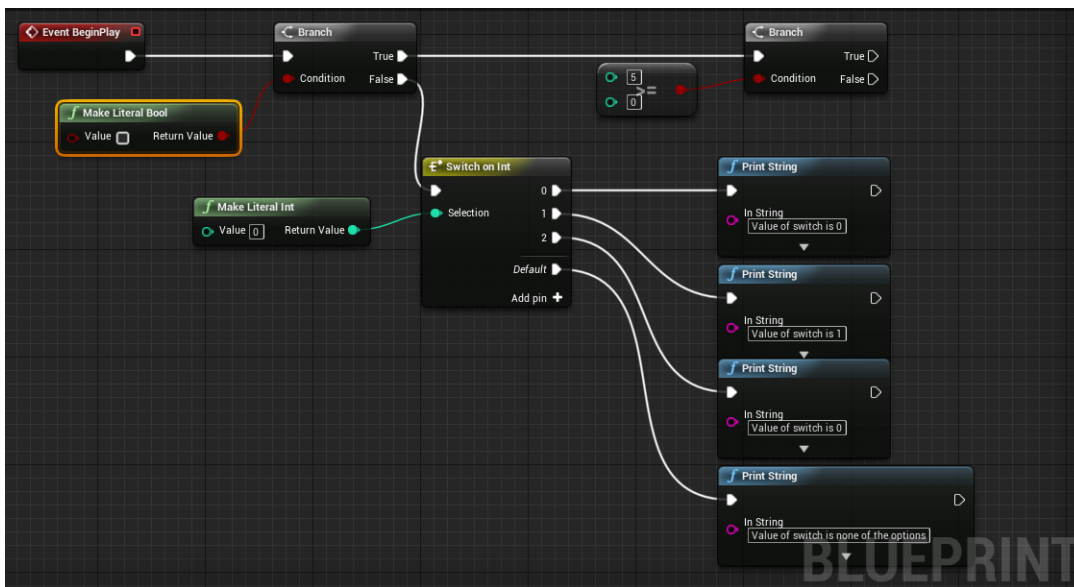 Event BeginPlay
Branch
Branch
True
True
Condition
False
5
>=
0
Condition
False
Make Literal Bool
Value
Return Value
Switch on Int
Print String
0
Make Literal Int
Selection
1
In String
Value 0
Return Value
Value of switch is 0
2
Default
Print String
Add pin
In String
Value of switch is 1
Print String
In String
Value of switch is 0
Print String
In String
Value of switch is none of the options
BLUEPRINT